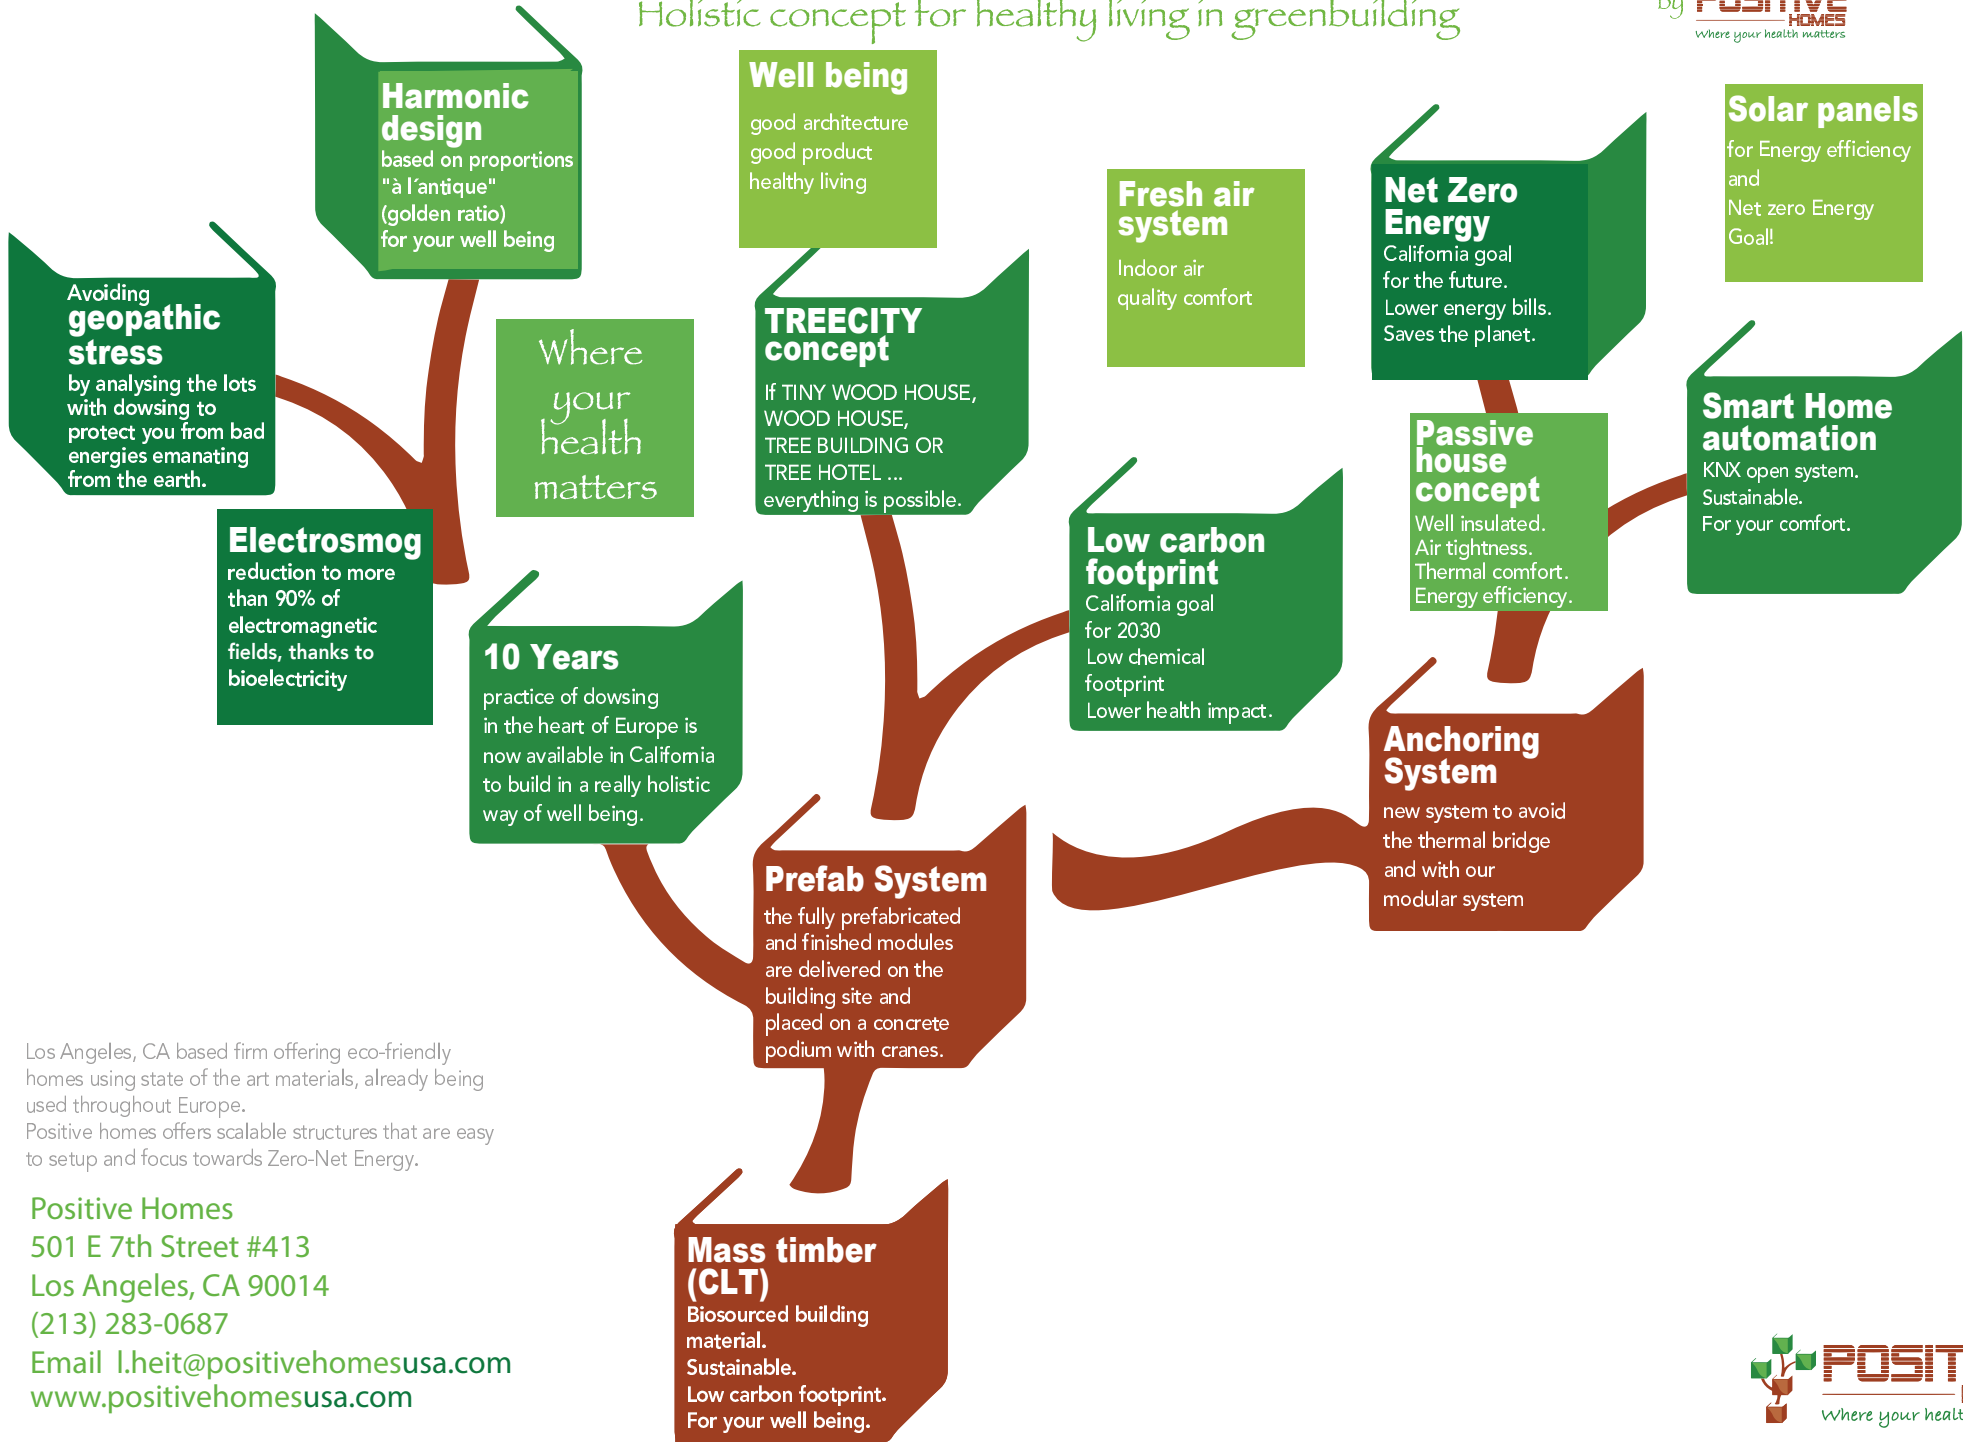 Holistic concept for healthy living in greenbuilding
by POSITIVE
HOMES
Where your health matters
Harmonic
design
based on proportions
"à l´antique"
(golden ratio)
for your well being
Well being
good architecture
good product
healthy living
Solar panels
for Energy efficiency
and
Net zero Energy
Goal!
Fresh air
system
Indoor air
quality comfort
Net Zero
Energy
California goal
for the future.
Lower energy bills.
Saves the planet.
Avoiding
geopathic
stress
by analysing the lots
with dowsing to
protect you from bad
energies emanating
from the earth.
Where
your
health
matters
TREECITY
concept
If TINY WOOD HOUSE,
WOOD HOUSE,
TREE BUILDING OR
TREE HOTEL ...
everything is possible.
Passive
house
concept
Well insulated.
Air tightness.
Thermal comfort.
Energy efficiency.
Smart Home
automation
KNX open system.
Sustainable.
For your comfort.
Electrosmog
reduction to more
than 90% of
electromagnetic
fields, thanks to
bioelectricity
10 Years
practice of dowsing
in the heart of Europe is
now available in California
to build in a really holistic
way of well being.
Low carbon
footprint
California goal
for 2030
Low chemical
footprint
Lower health impact.
Anchoring
System
new system to avoid
the thermal bridge
and with our
modular system
Prefab System
the fully prefabricated
and finished modules
are delivered on the
building site and
placed on a concrete
podium with cranes.
Los Angeles, CA based firm offering eco-friendly
homes using state of the art materials, already being
used throughout Europe.
Positive homes offers scalable structures that are easy
to setup and focus towards Zero-Net Energy.
Positive Homes
501 E 7th Street #413
Los Angeles, CA 90014
(213) 283-0687
Email l.heit@positivehomesusa.com
www.positivehomesusa.com
Mass timber
(CLT)
Biosourced building
material.
Sustainable.
Low carbon footprint.
For your well being.
POSIT
Where your healt